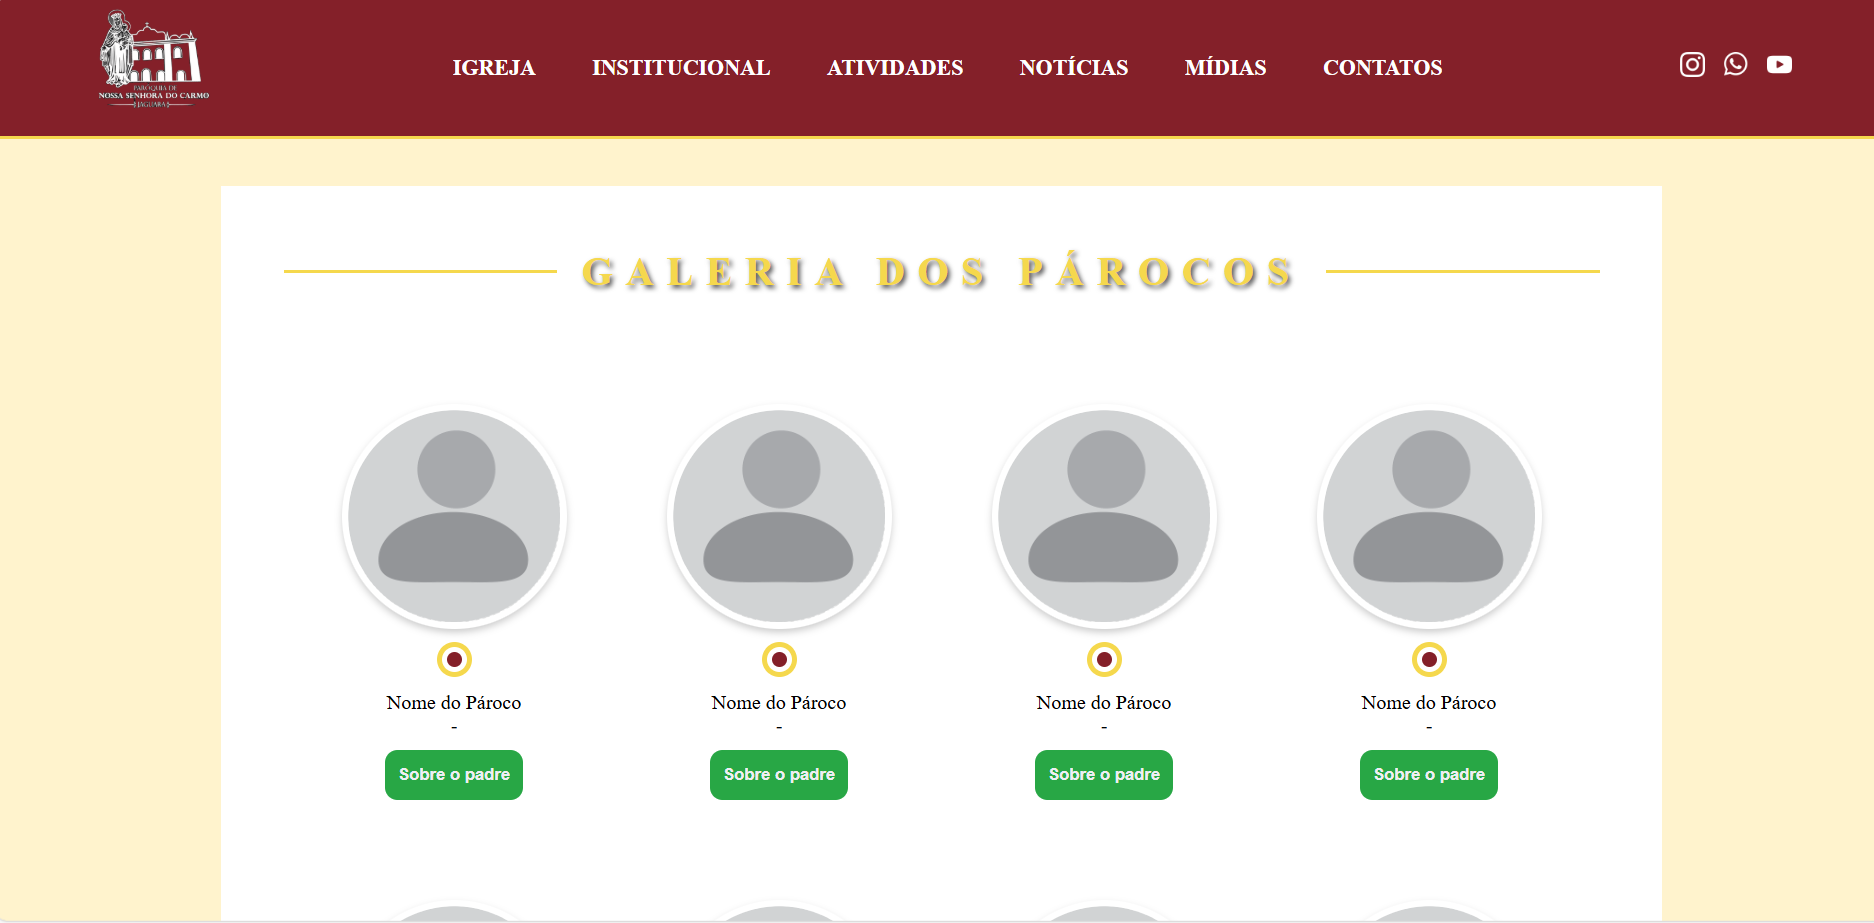 PARÓQUIA DE
NOSSA SENHORA DO CARMO
JAGUARA
IGREJA INSTITUCIONAL ATIVIDADES NOTÍCIAS MÍDIAS CONTATOS
GALERIA DOS PÁROCOS
Nome do Pároco Nome do Pároco Nome do Pároco Nome do Pároco
- - - -
Sobre o padre Sobre o padre Sobre o padre Sobre o padre